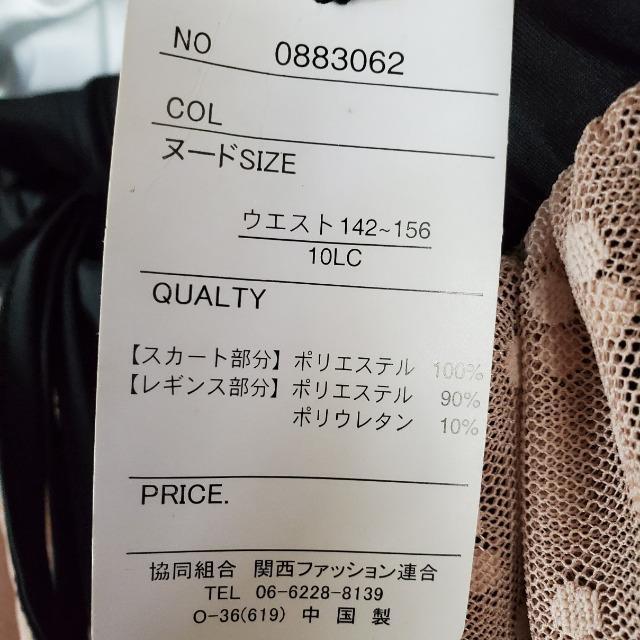 NO 0883062
COL
ヌードSIZE
ウエスト142~156
10LC
QUALTY
【スカート部分】ポリエステル 100%
【レギンス部分】ポリエステル 90%
ポリウレタン 10%
PRICE.
協同組合 関西ファッション連合
TEL 06-6228-8139
O-36(619) 中国製